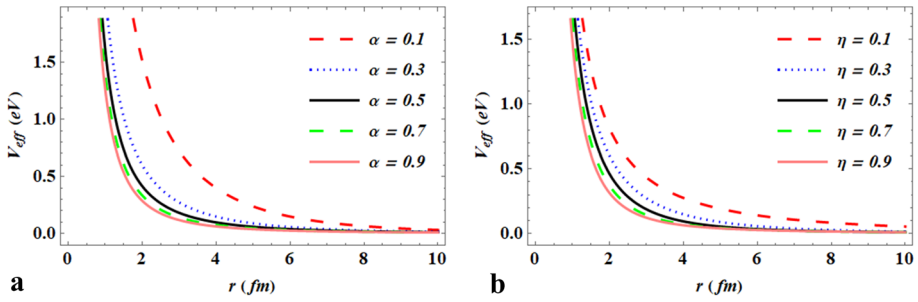 V_eff (eV)
1.5
1.0
0.5
0.0
0 2 4 6 8 10
r (fm)
α = 0.1
α = 0.3
α = 0.5
α = 0.7
α = 0.9
a
V_eff (eV)
1.5
1.0
0.5
0.0
0 2 4 6 8 10
r (fm)
η = 0.1
η = 0.3
η = 0.5
η = 0.7
η = 0.9
b